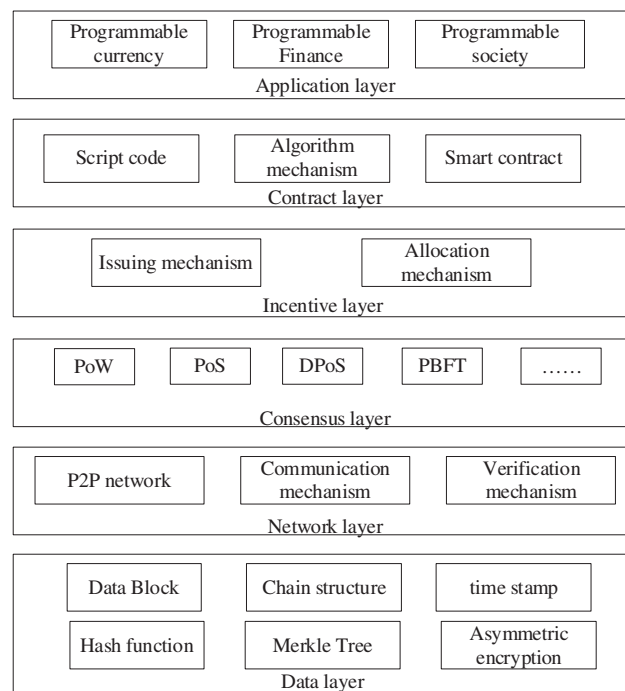 Programmable currency
Programmable Finance
Programmable society
Application layer
Script code
Algorithm mechanism
Smart contract
Contract layer
Issuing mechanism
Allocation mechanism
Incentive layer
PoW
PoS
DPoS
PBFT
……
Consensus layer
P2P network
Communication mechanism
Verification mechanism
Network layer
Data Block
Chain structure
time stamp
Hash function
Merkle Tree
Asymmetric encryption
Data layer